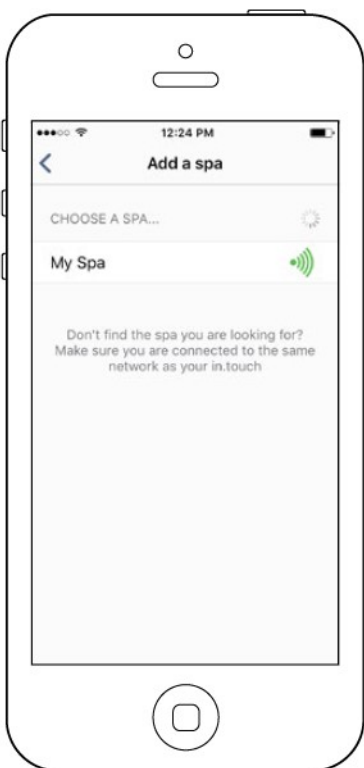 12:24 PM
Add a spa
CHOOSE A SPA...
My Spa
Don't find the spa you are looking for?
Make sure you are connected to the same
network as your in.touch